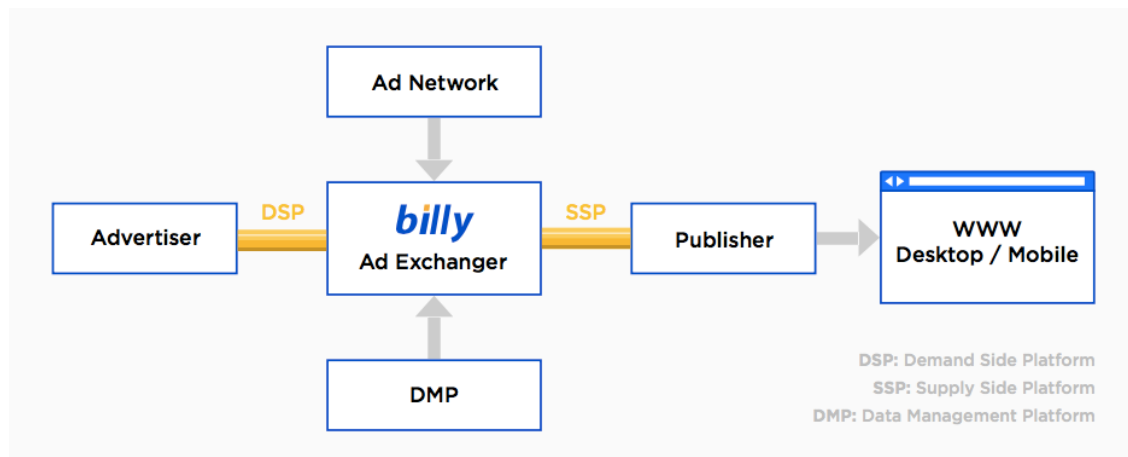 Ad Network
DSP
billy
SSP
Advertiser
Ad Exchanger
Publisher
WWW
Desktop / Mobile
DMP
DSP: Demand Side Platform
SSP: Supply Side Platform
DMP: Data Management Platform